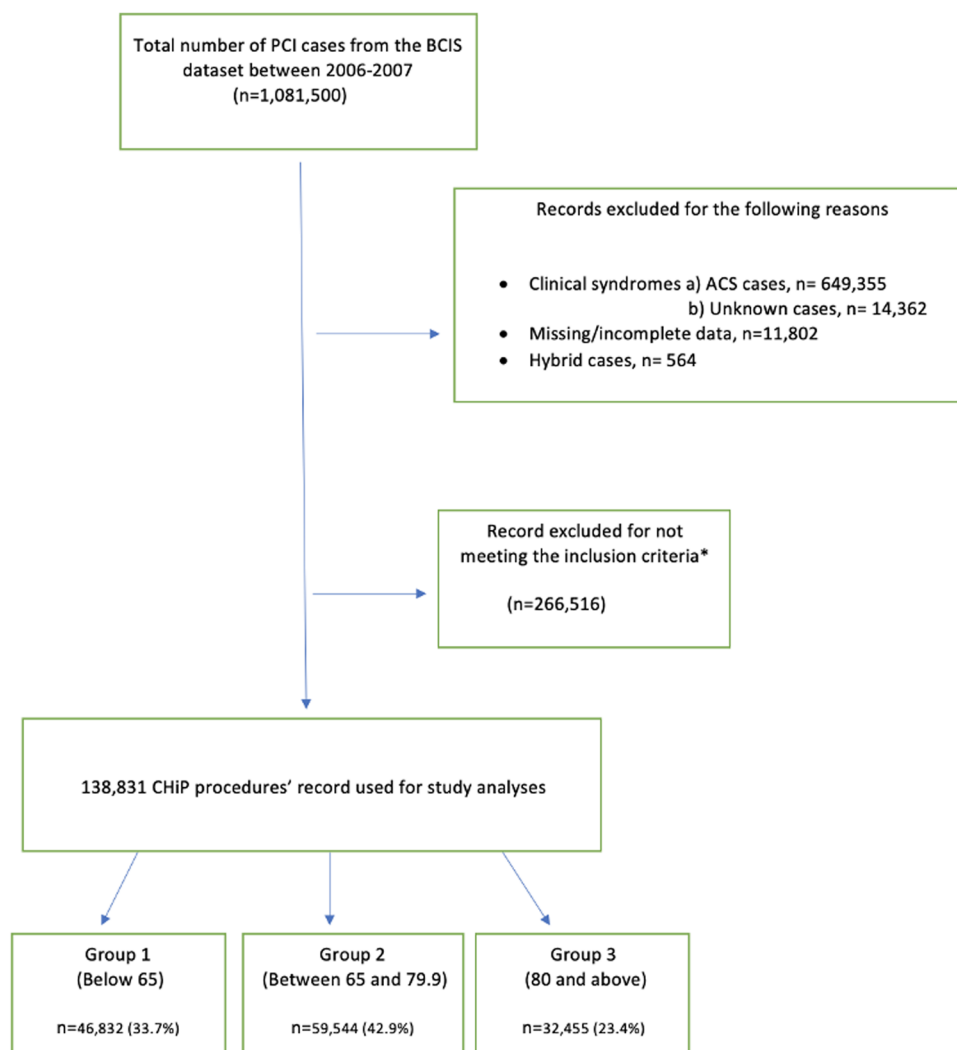 Total number of PCI cases from the BCIS
dataset between 2006-2007
(n=1,081,500)
Records excluded for the following reasons
• Clinical syndromes a) ACS cases, n= 649,355
b) Unknown cases, n= 14,362
• Missing/incomplete data, n=11,802
• Hybrid cases, n= 564
Record excluded for not
meeting the inclusion criteria*
(n=266,516)
138,831 CHiP procedures’ record used for study analyses
Group 1
(Below 65)
n=46,832 (33.7%)
Group 2
(Between 65 and 79.9)
n=59,544 (42.9%)
Group 3
(80 and above)
n=32,455 (23.4%)